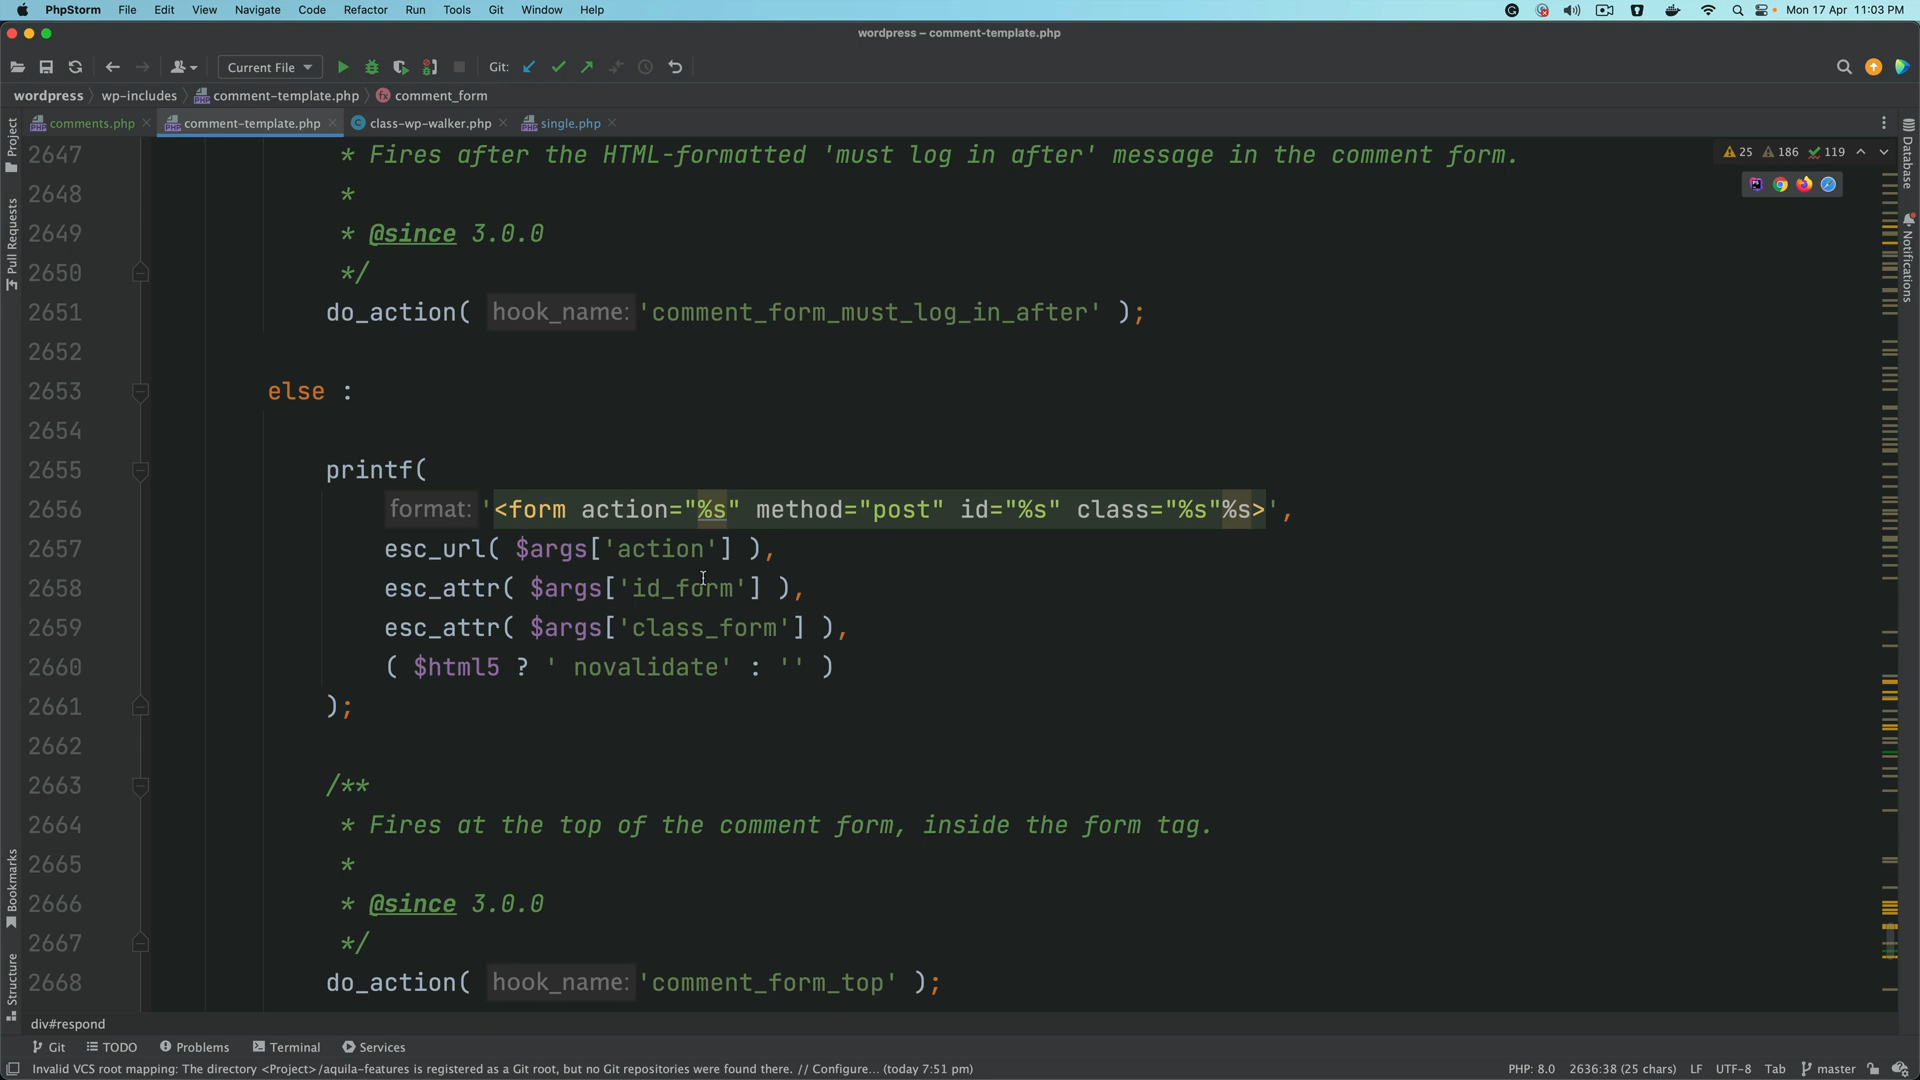 PhpStorm File Edit View Navigate Code Refactor Run Tools Git Window Help Mon 17 Apr 11:03 PM
wordpress – comment-template.php
Current File Git:
wordpress wp-includes comment-template.php comment_form
comments.php comment-template.php class-wp-walker.php single.php
25 186 119
Project
Pull Requests
Bookmarks
Structure
Database
Notifications
2647 * Fires after the HTML-formatted 'must log in after' message in the comment form.
2648 *
2649 * @since 3.0.0
2650 */
2651 do_action( hook_name: 'comment_form_must_log_in_after' );
2652
2653 else :
2654
2655 printf(
2656 format: '<form action="%s" method="post" id="%s" class="%s"%s>',
2657 esc_url( $args['action'] ),
2658 esc_attr( $args['id_form'] ),
2659 esc_attr( $args['class_form'] ),
2660 ( $html5 ? ' novalidate' : '' )
2661 );
2662
2663 /**
2664 * Fires at the top of the comment form, inside the form tag.
2665 *
2666 * @since 3.0.0
2667 */
2668 do_action( hook_name: 'comment_form_top' );
div#respond
Git TODO Problems Terminal Services
Invalid VCS root mapping: The directory <Project>/aquila-features is registered as a Git root, but no Git repositories were found there. // Configure... (today 7:51 pm) PHP: 8.0 2636:38 (25 chars) LF UTF-8 Tab master